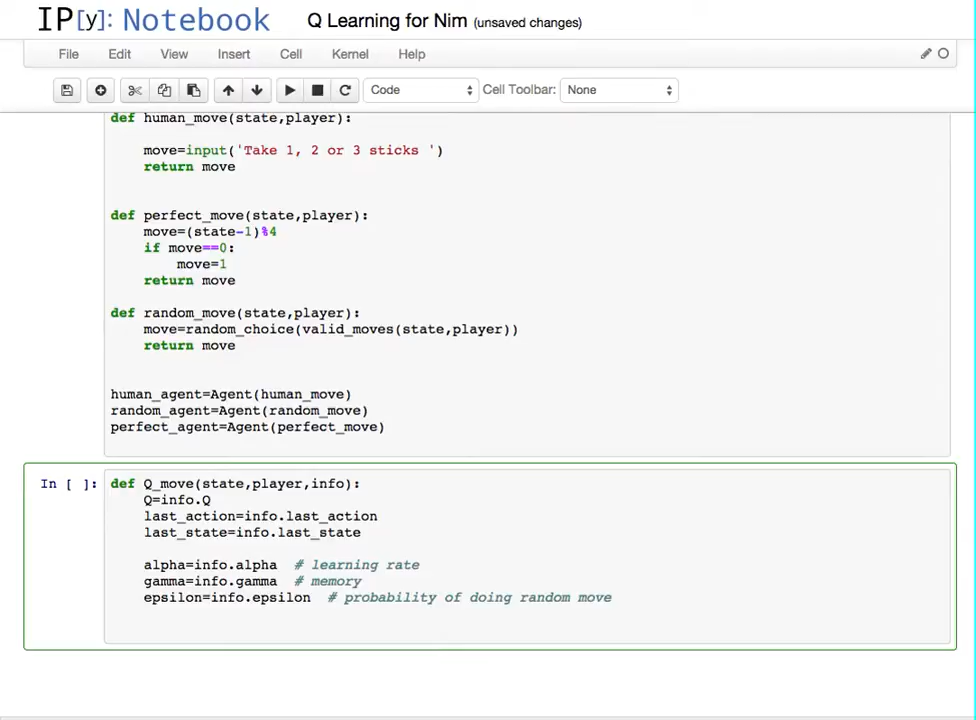 IP[y]: Notebook Q Learning for Nim (unsaved changes)
File Edit View Insert Cell Kernel Help
Code Cell Toolbar: None
def human_move(state,player):
move=input('Take 1, 2 or 3 sticks ')
return move
def perfect_move(state,player):
move=(state-1)%4
if move==0:
move=1
return move
def random_move(state,player):
move=random_choice(valid_moves(state,player))
return move
human_agent=Agent(human_move)
random_agent=Agent(random_move)
perfect_agent=Agent(perfect_move)
In [ ]: def Q_move(state,player,info):
Q=info.Q
last_action=info.last_action
last_state=info.last_state
alpha=info.alpha # learning rate
gamma=info.gamma # memory
epsilon=info.epsilon # probability of doing random move